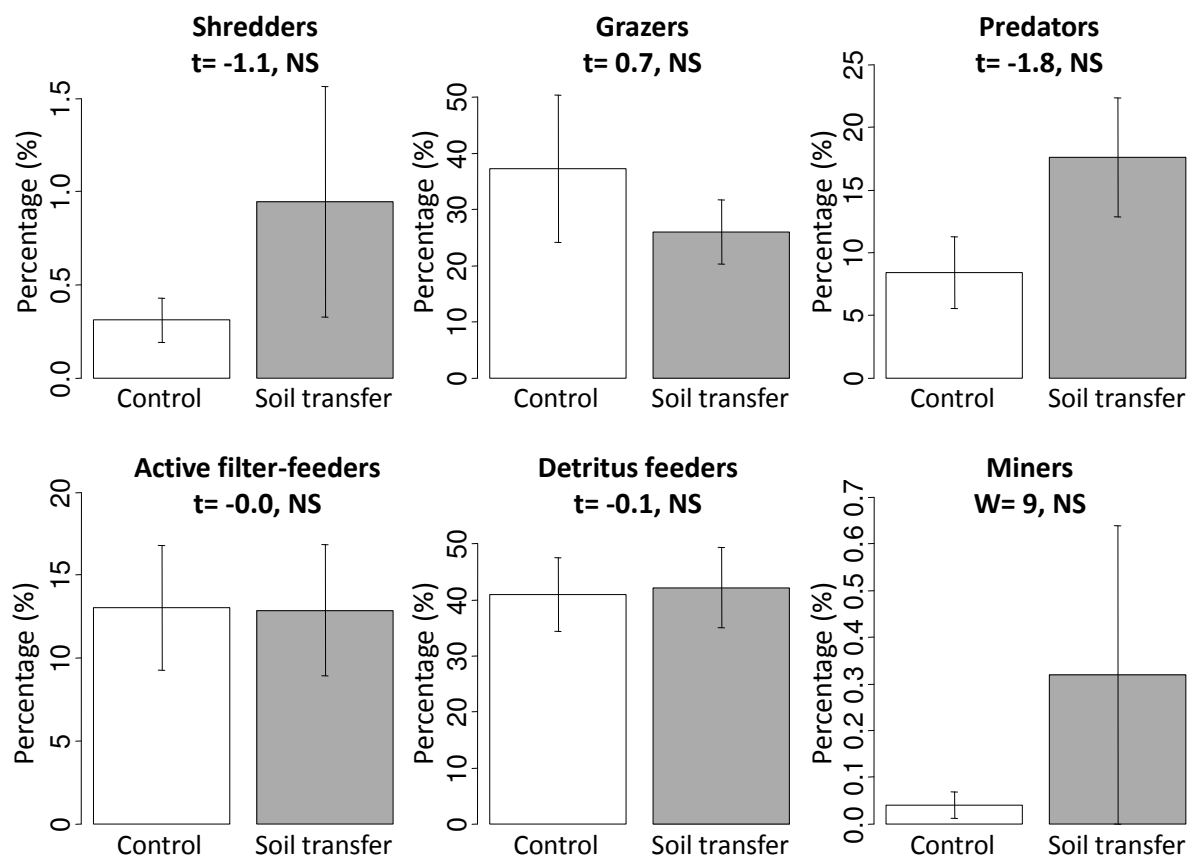 Shredders
t= -1.1, NS
Percentage (%)
0.0 0.5 1.0 1.5
Control Soil transfer
Grazers
t= 0.7, NS
Percentage (%)
0 10 20 30 40 50
Control Soil transfer
Predators
t= -1.8, NS
Percentage (%)
0 5 10 15 20 25
Control Soil transfer
Active filter-feeders
t= -0.0, NS
Percentage (%)
0 5 10 15 20
Control Soil transfer
Detritus feeders
t= -0.1, NS
Percentage (%)
0 10 20 30 40 50
Control Soil transfer
Miners
W= 9, NS
Percentage (%)
0.0 0.1 0.2 0.3 0.4 0.5 0.6 0.7
Control Soil transfer